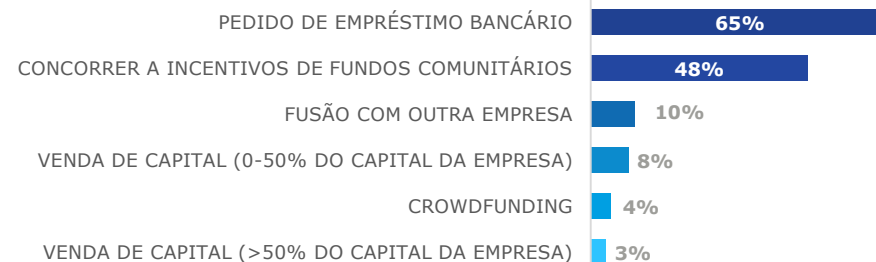 PEDIDO DE EMPRÉSTIMO BANCÁRIO 65%
CONCORRER A INCENTIVOS DE FUNDOS COMUNITÁRIOS 48%
FUSÃO COM OUTRA EMPRESA 10%
VENDA DE CAPITAL (0-50% DO CAPITAL DA EMPRESA) 8%
CROWDFUNDING 4%
VENDA DE CAPITAL (>50% DO CAPITAL DA EMPRESA) 3%